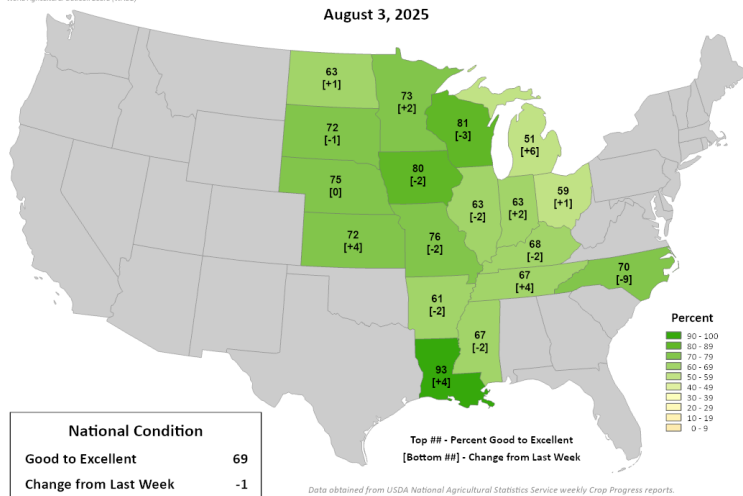 August 3, 2025
63
[+1]
73
[+2]
81
[-3]
51
[+6]
72
[-1]
80
[-2]
75
[0]
63
[-2]
63
[+2]
59
[+1]
72
[+4]
76
[-2]
68
[-2]
67
[+4]
70
[-9]
61
[-2]
67
[-2]
93
[+4]
Percent
90 - 100
80 - 89
70 - 79
60 - 69
50 - 59
40 - 49
30 - 39
20 - 29
10 - 19
0 - 9
National Condition
Good to Excellent 69
Change from Last Week -1
Top ## - Percent Good to Excellent
[Bottom ##] - Change from Last Week
Data obtained from USDA National Agricultural Statistics Service weekly Crop Progress reports.